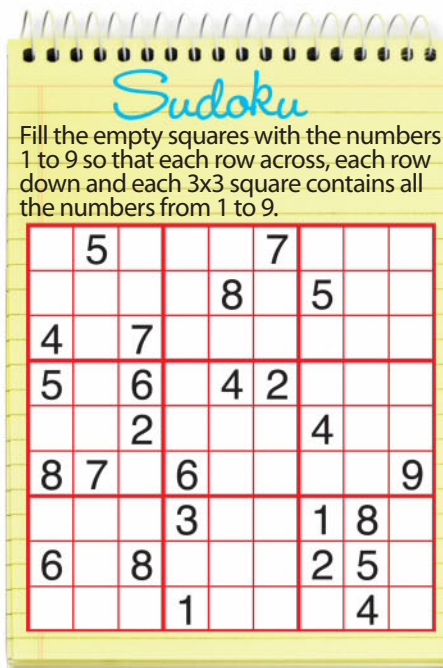 Sudoku
Fill the empty squares with the numbers
1 to 9 so that each row across, each row
down and each 3x3 square contains all
the numbers from 1 to 9.
5 7
8 5
4 7
5 6 4 2
2 4
8 7 6 9
3 1 8
6 8 2 5
1 4